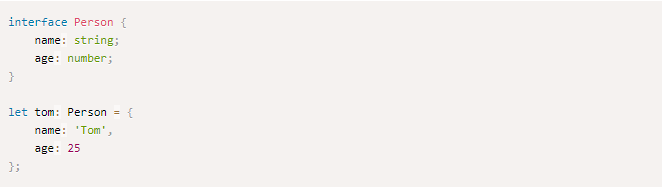 interface Person {
    name: string;
    age: number;
}

let tom: Person = {
    name: 'Tom',
    age: 25
};